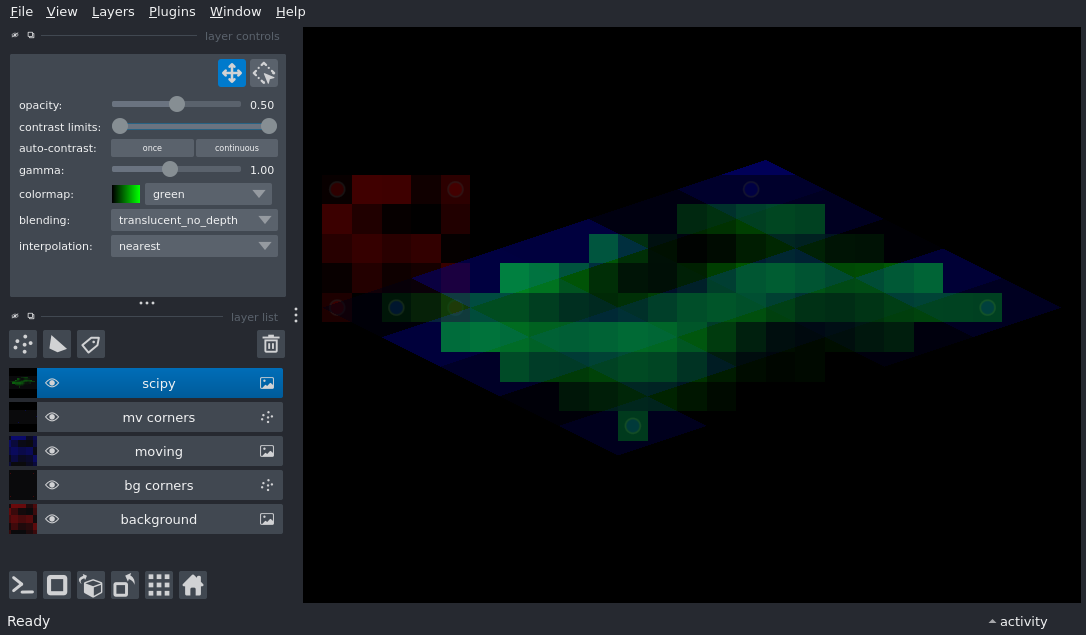 File View Layers Plugins Window Help
layer controls
opacity: 0.50
contrast limits:
auto-contrast: once continuous
gamma: 1.00
colormap: green
blending: translucent_no_depth
interpolation: nearest
layer list
scipy
mv corners
moving
bg corners
background
Ready activity